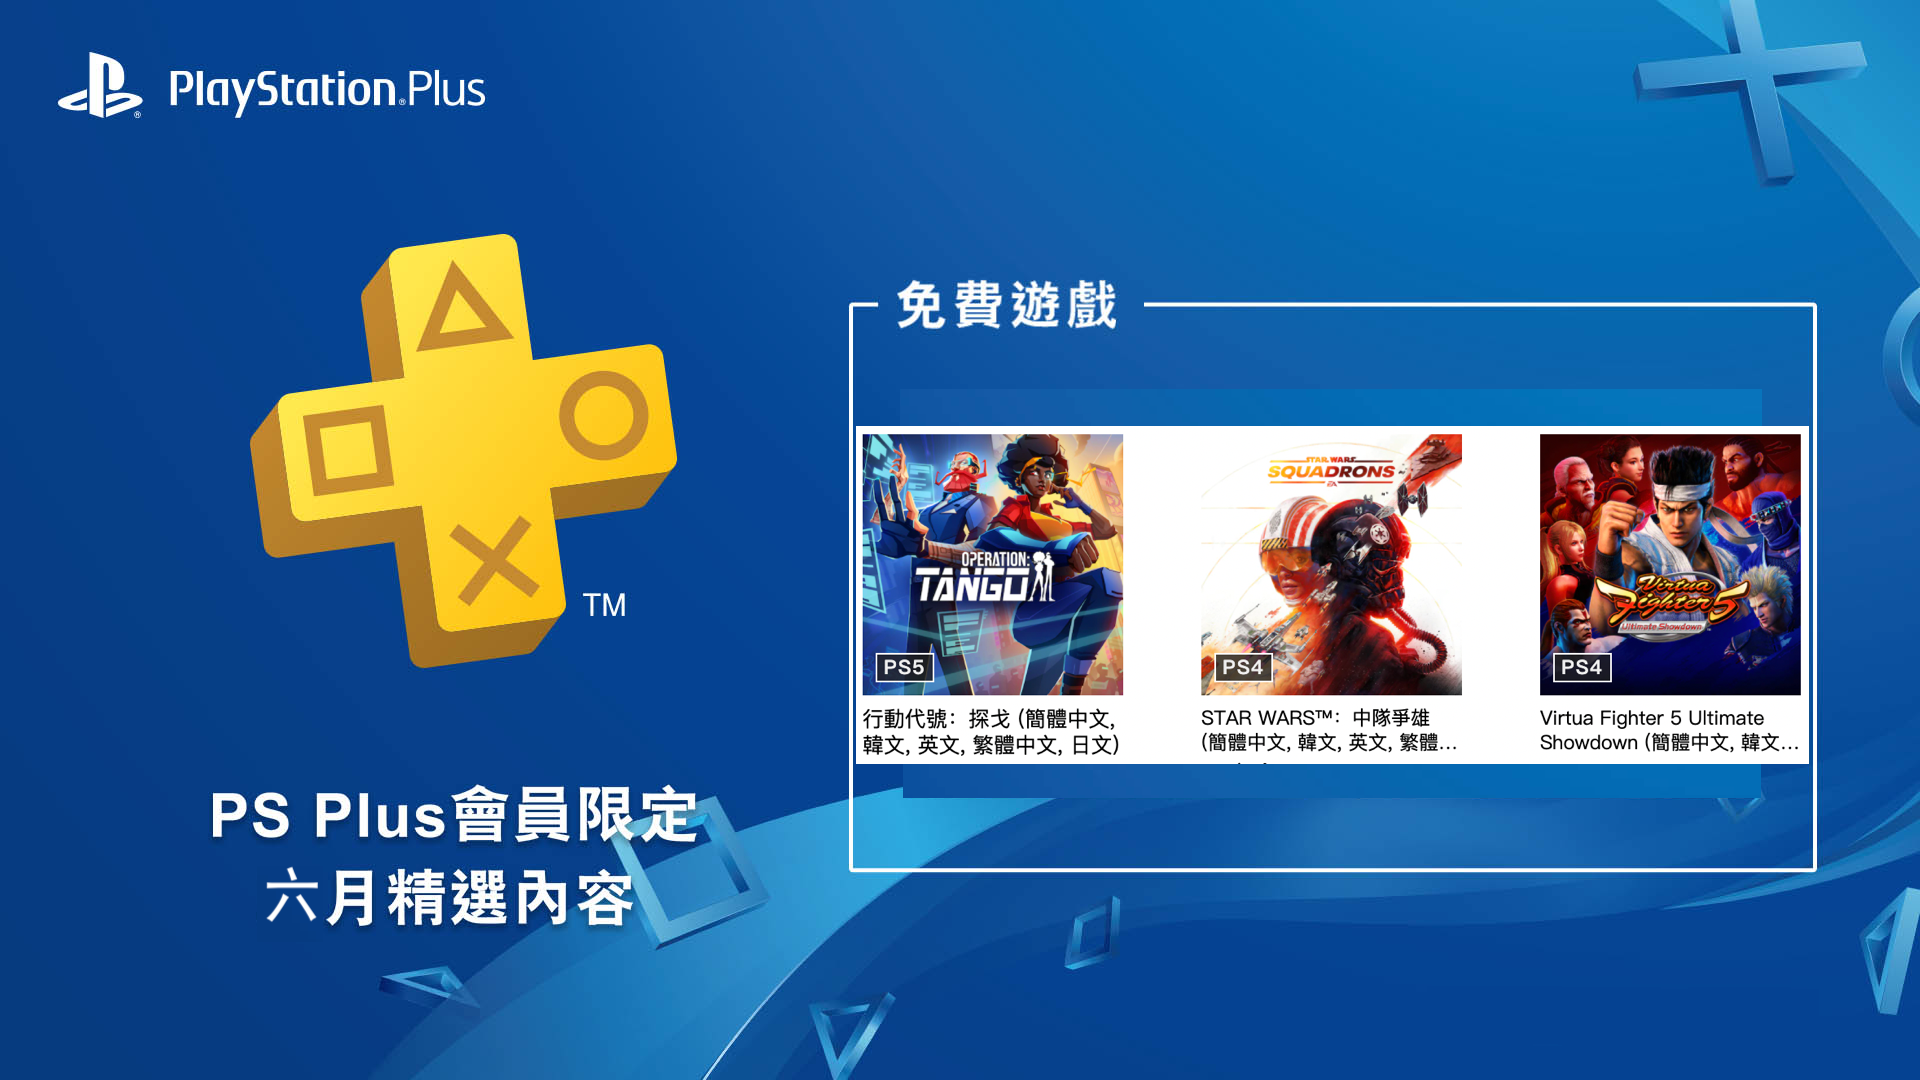 PlayStation®Plus
TM
PS Plus會員限定
六月精選內容
免費遊戲
OPERATION:
TANGO
PS5
行動代號：探戈 (簡體中文,
韓文, 英文, 繁體中文, 日文)
STAR WARS
SQUADRONS
EA
PS4
STAR WARS™：中隊爭雄
(簡體中文, 韓文, 英文, 繁體...
Virtua
Fighter 5
Ultimate Showdown
PS4
Virtua Fighter 5 Ultimate
Showdown (簡體中文, 韓文...